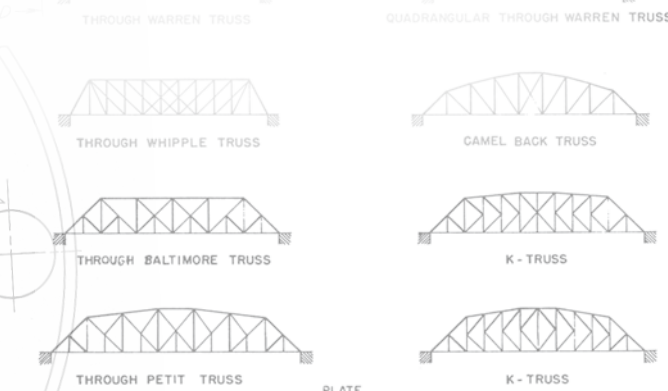 THROUGH WARREN TRUSS
QUADRANGULAR THROUGH WARREN TRUSS
THROUGH WHIPPLE TRUSS
CAMEL BACK TRUSS
THROUGH BALTIMORE TRUSS
K-TRUSS
THROUGH PETIT TRUSS
K-TRUSS
PLATE